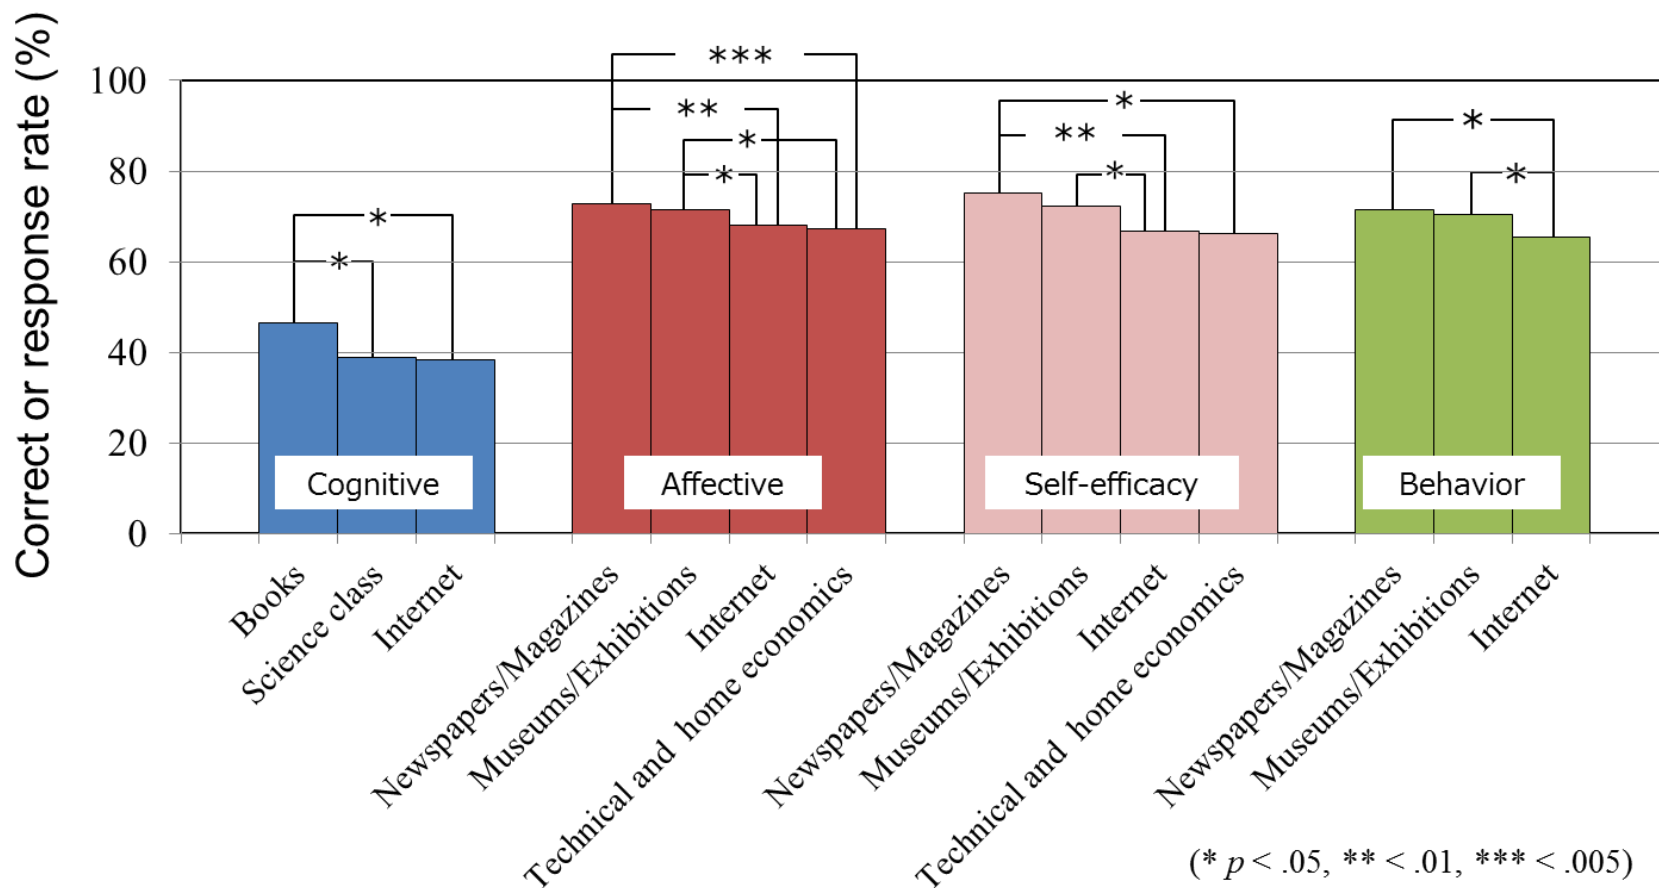 Correct or response rate (%)
100
80
60
40
20
0
***
**
*
*
*
*
*
**
*
*
*
Cognitive
Affective
Self-efficacy
Behavior
Books
Science class
Internet
Newspapers/Magazines
Museums/Exhibitions
Internet
Technical and home economics
Newspapers/Magazines
Museums/Exhibitions
Internet
Technical and home economics
Newspapers/Magazines
Museums/Exhibitions
Internet
(* p < .05, ** < .01, *** < .005)